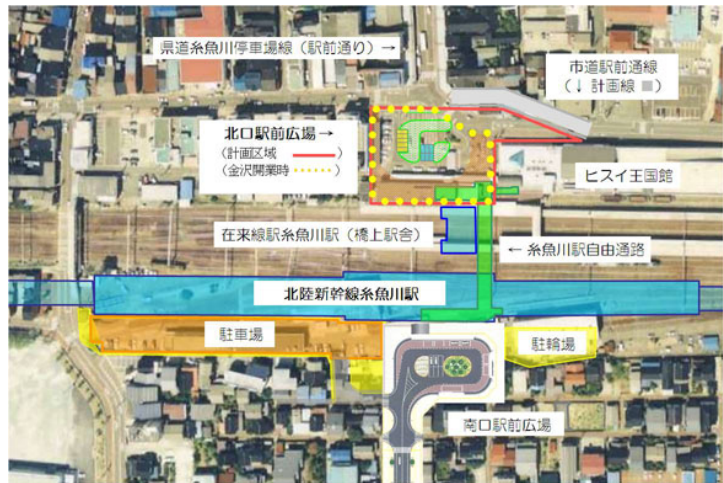 県道糸魚川停車場線（駅前通り）→
市道駅前通線
（↓ 計画線 ■）
北口駅前広場→
（計画区域 ）
（金沢開業時 ）
ヒスイ王国館
在来線駅糸魚川駅（橋上駅舎）
← 糸魚川駅自由通路
北陸新幹線糸魚川駅
駐車場
駐輪場
南口駅前広場